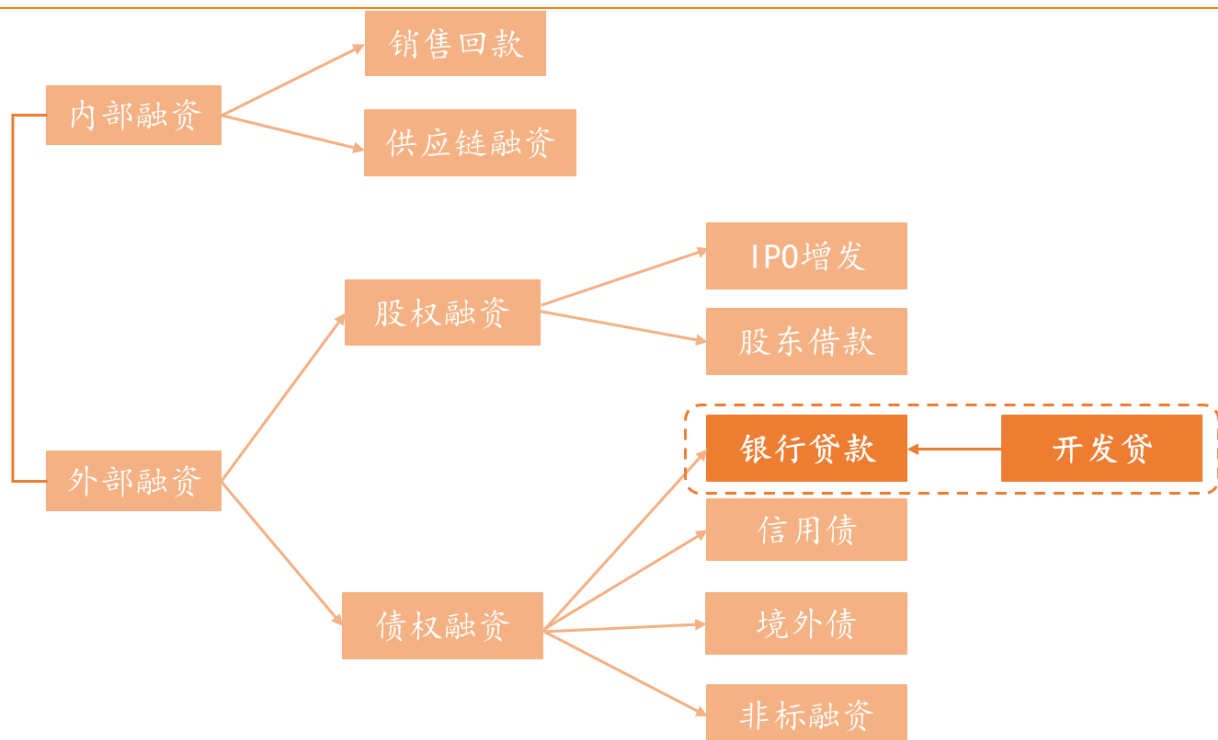 销售回款
内部融资
供应链融资
IPO增发
股权融资
股东借款
银行贷款
开发贷
外部融资
信用债
债权融资
境外债
非标融资